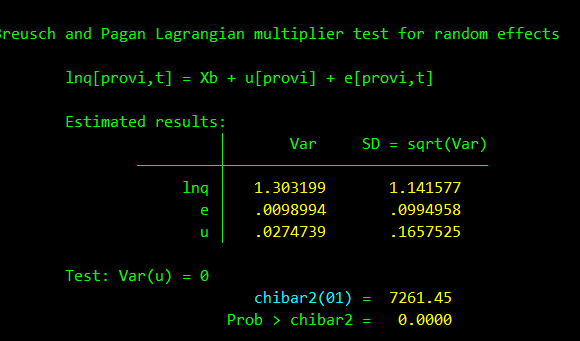 Breusch and Pagan Lagrangian multiplier test for random effects
lnq[provi,t] = Xb + u[provi] + e[provi,t]
Estimated results:
Var SD = sqrt(Var)
lnq 1.303199 1.141577
e .0098994 .0994958
u .0274739 .1657525
Test: Var(u) = 0
chibar2(01) = 7261.45
Prob > chibar2 = 0.0000